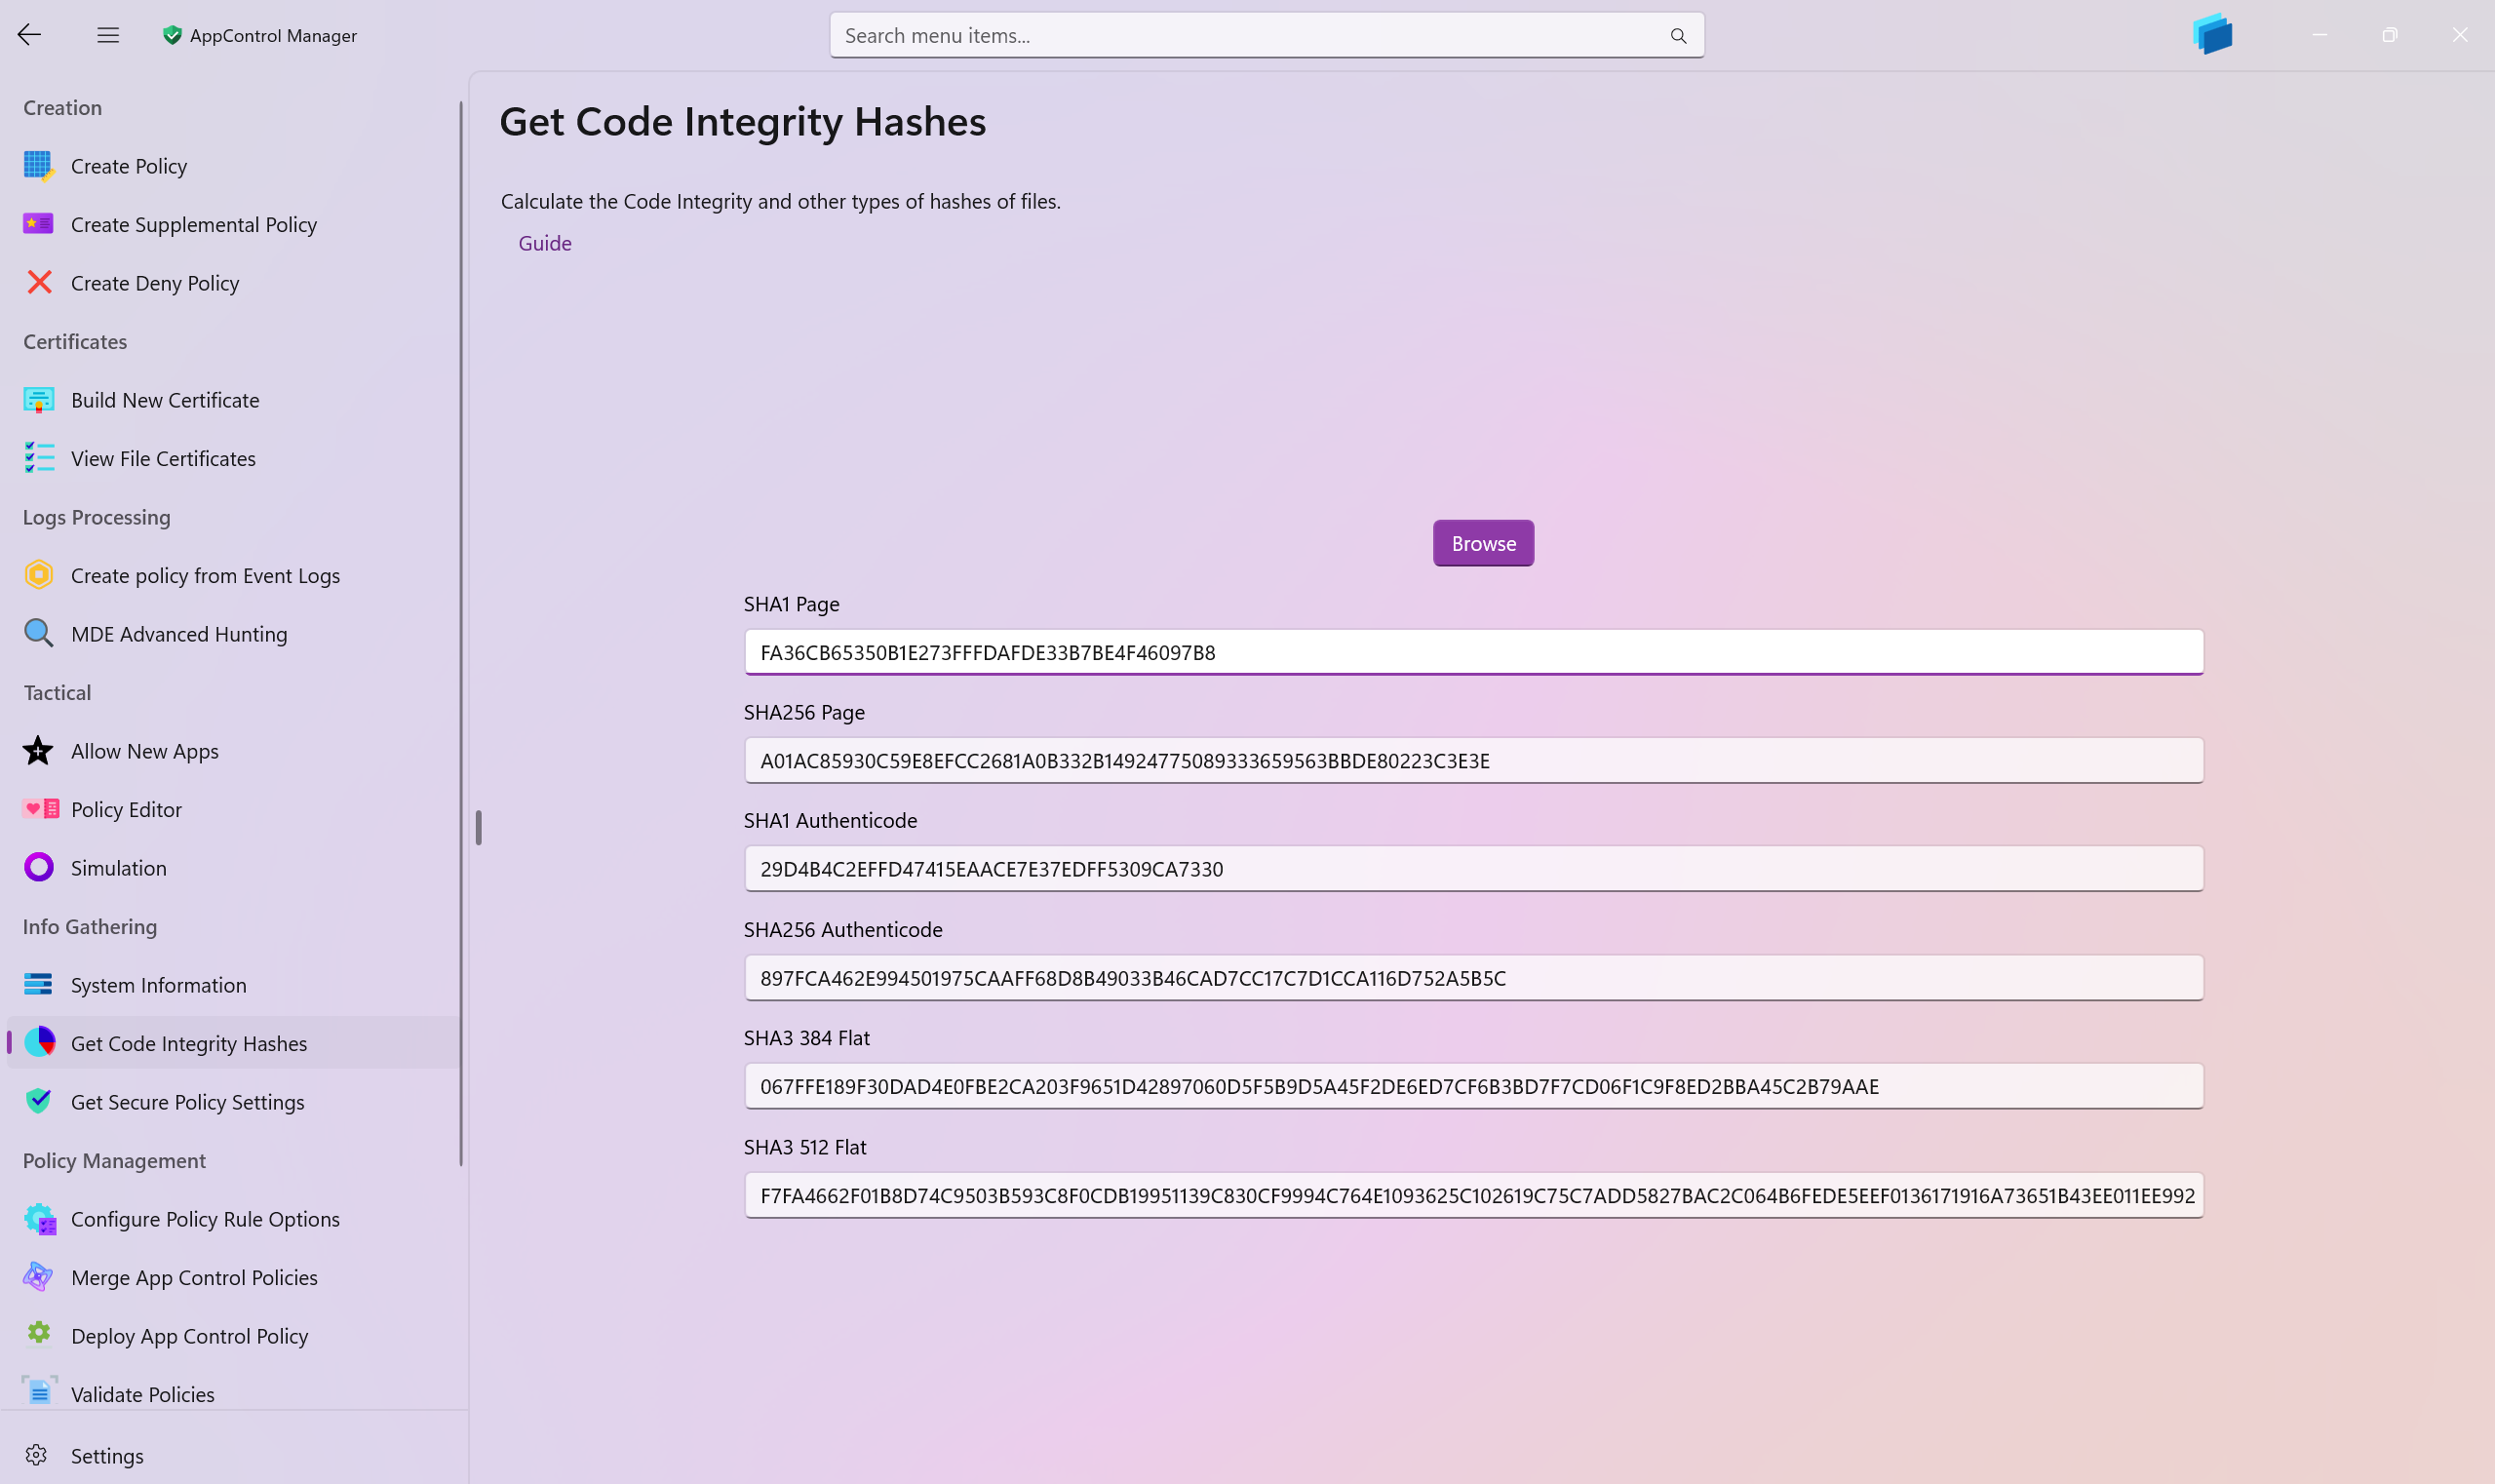 AppControl Manager
Search menu items...
Creation
Create Policy
Create Supplemental Policy
Create Deny Policy
Certificates
Build New Certificate
View File Certificates
Logs Processing
Create policy from Event Logs
MDE Advanced Hunting
Tactical
Allow New Apps
Policy Editor
Simulation
Info Gathering
System Information
Get Code Integrity Hashes
Get Secure Policy Settings
Policy Management
Configure Policy Rule Options
Merge App Control Policies
Deploy App Control Policy
Validate Policies
Settings
Get Code Integrity Hashes
Calculate the Code Integrity and other types of hashes of files.
Guide
Browse
SHA1 Page
FA36CB65350B1E273FFFDAFDE33B7BE4F46097B8
SHA256 Page
A01AC85930C59E8EFCC2681A0B332B14924775089333659563BBDE80223C3E3E
SHA1 Authenticode
29D4B4C2EFFD47415EAACE7E37EDFF5309CA7330
SHA256 Authenticode
897FCA462E994501975CAAFF68D8B49033B46CAD7CC17C7D1CCA116D752A5B5C
SHA3 384 Flat
067FFE189F30DAD4E0FBE2CA203F9651D42897060D5F5B9D5A45F2DE6ED7CF6B3BD7F7CD06F1C9F8ED2BBA45C2B79AAE
SHA3 512 Flat
F7FA4662F01B8D74C9503B593C8F0CDB19951139C830CF9994C764E1093625C102619C75C7ADD5827BAC2C064B6FEDE5EEF0136171916A73651B43EE011EE992